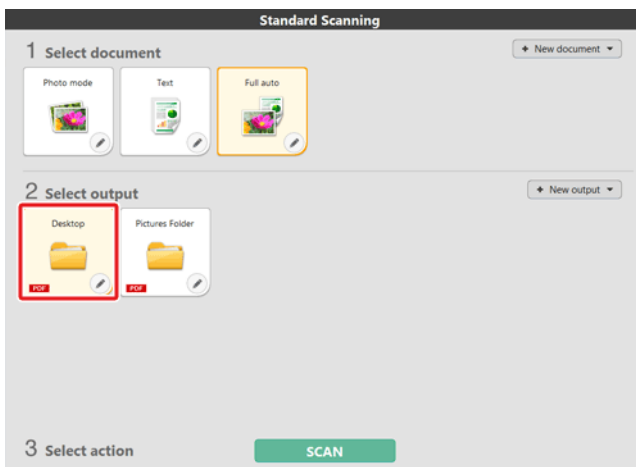 Standard Scanning
1 Select document
+ New document
Photo mode
Text
Full auto
2 Select output
+ New output
Desktop
Pictures Folder
PDF
PDF
3 Select action
SCAN